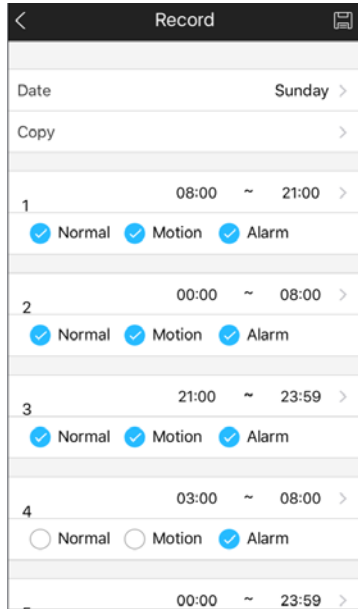 Record
Date Sunday
Copy
1 08:00 ~ 21:00
Normal Motion Alarm
2 00:00 ~ 08:00
Normal Motion Alarm
3 21:00 ~ 23:59
Normal Motion Alarm
4 03:00 ~ 08:00
Normal Motion Alarm
00:00 ~ 23:59